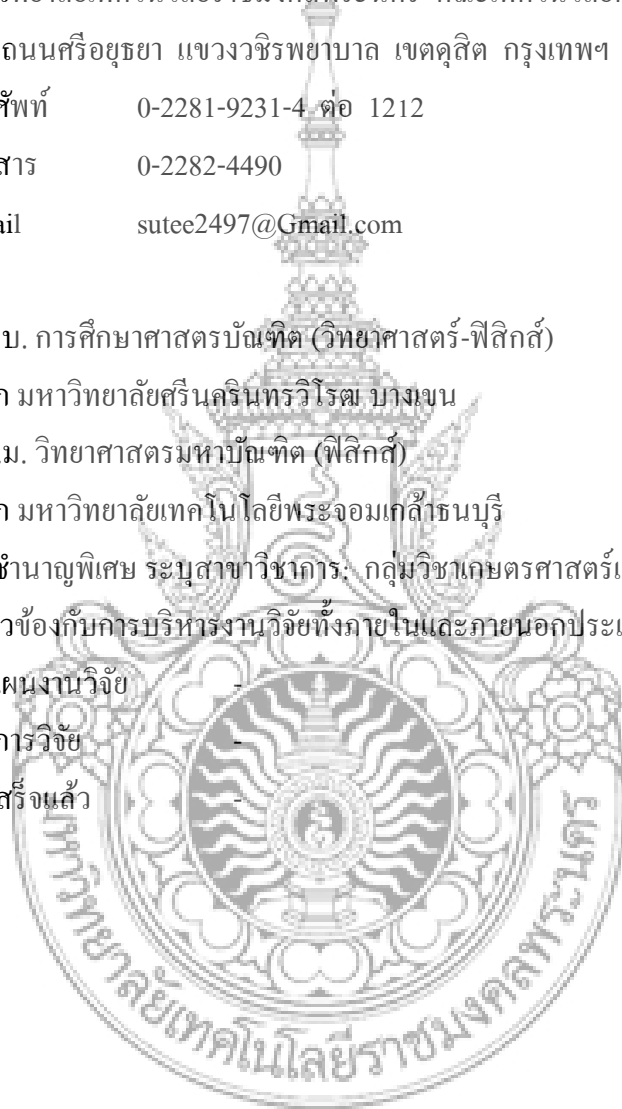 ถนนศรีอยุธยา แขวงวชิรพยาบาล เขตดุสิต กรุงเทพฯ
ศัพท์ 0-2281-9231-4 ต่อ 1212
สาร 0-2282-4490
ail sutee2497@Gmail.com
บ. การศึกษาศาสตรบัณฑิต (วิทยาศาสตร์-ฟิสิกส์)
มหาวิทยาลัยศรีนครินทรวิโรฒ บางเขน
ม. วิทยาศาสตรมหาบัณฑิต (ฟิสิกส์)
มหาวิทยาลัยเทคโนโลยีพระจอมเกล้าธนบุรี
ชำนาญพิเศษ ระบุสาขาวิชาการ: กลุ่มวิชาเกษตรศาสตร์แ
วข้องกับการบริหารงานวิจัยทั้งภายในและภายนอกประเ
ผนงานวิจัย -
การวิจัย -
สร็จแล้ว -
มหาวิทยาลัยเทคโนโลยีราชมงคลพระนคร